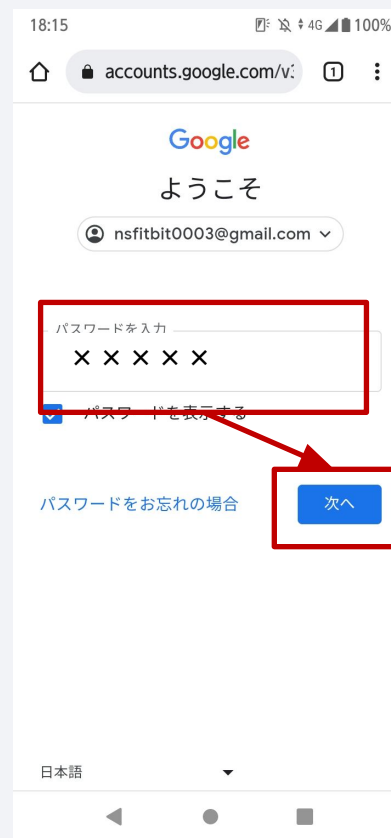 18:15 4G 100%
accounts.google.com/v3 1
Google
ようこそ
nsfitbit0003@gmail.com
パスワードを入力
×××××
パスワードを表示する
パスワードをお忘れの場合 次へ
日本語